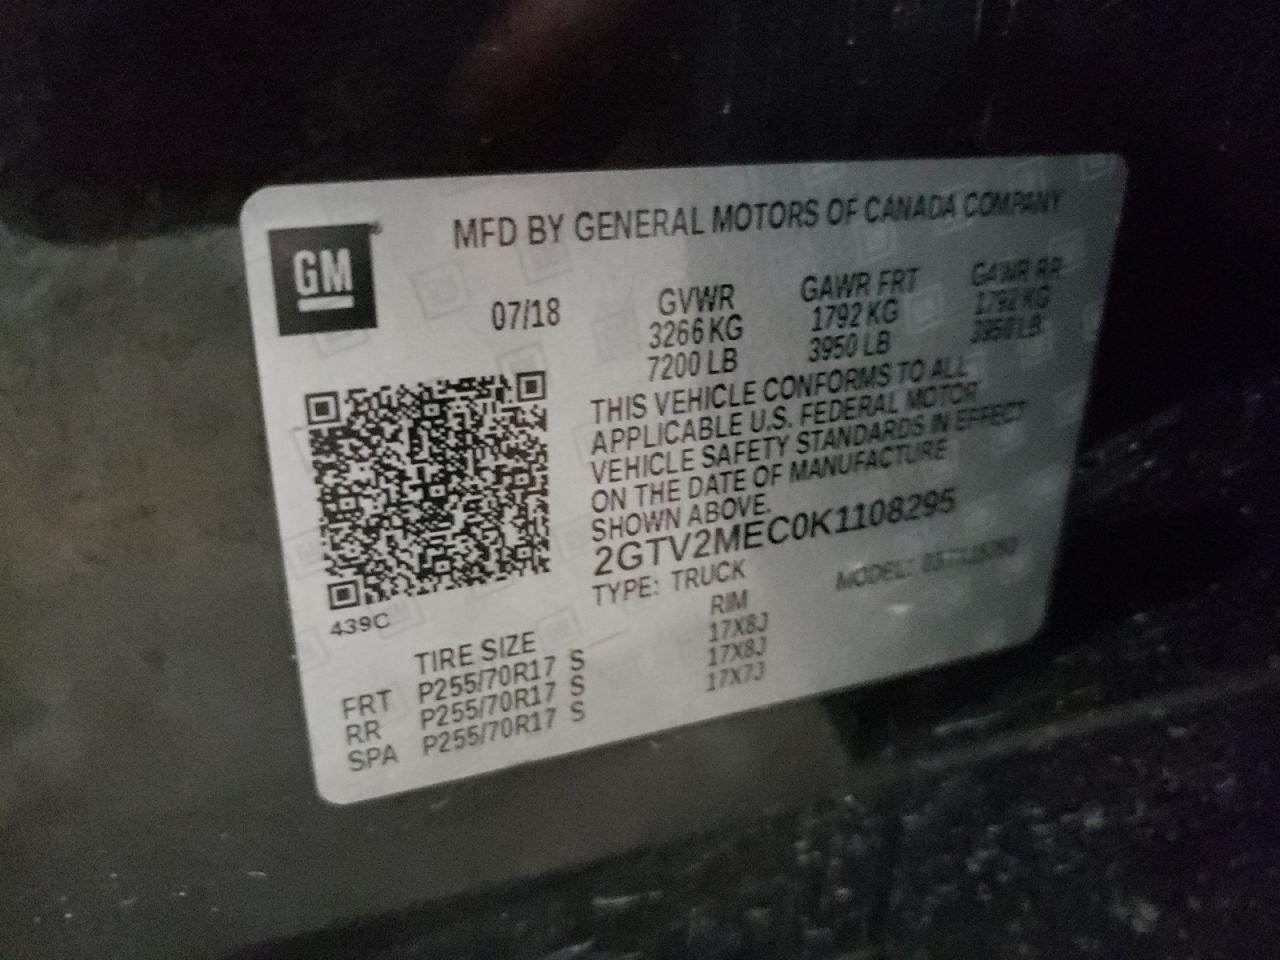 GM
MFD BY GENERAL MOTORS OF CANADA COMPANY
07/18
GVWR GAWR FRT GAWR RR
3266 KG 1792 KG 1792 KG
7200 LB 3950 LB 3950 LB
THIS VEHICLE CONFORMS TO ALL
APPLICABLE U.S. FEDERAL MOTOR
VEHICLE SAFETY STANDARDS IN EFFECT
ON THE DATE OF MANUFACTURE
SHOWN ABOVE.
2GTV2MEC0K1108295
TYPE: TRUCK MODEL:
439C
TIRE SIZE RIM
FRT P255/70R17 S 17X8J
RR P255/70R17 S 17X8J
SPA P255/70R17 S 17X7J